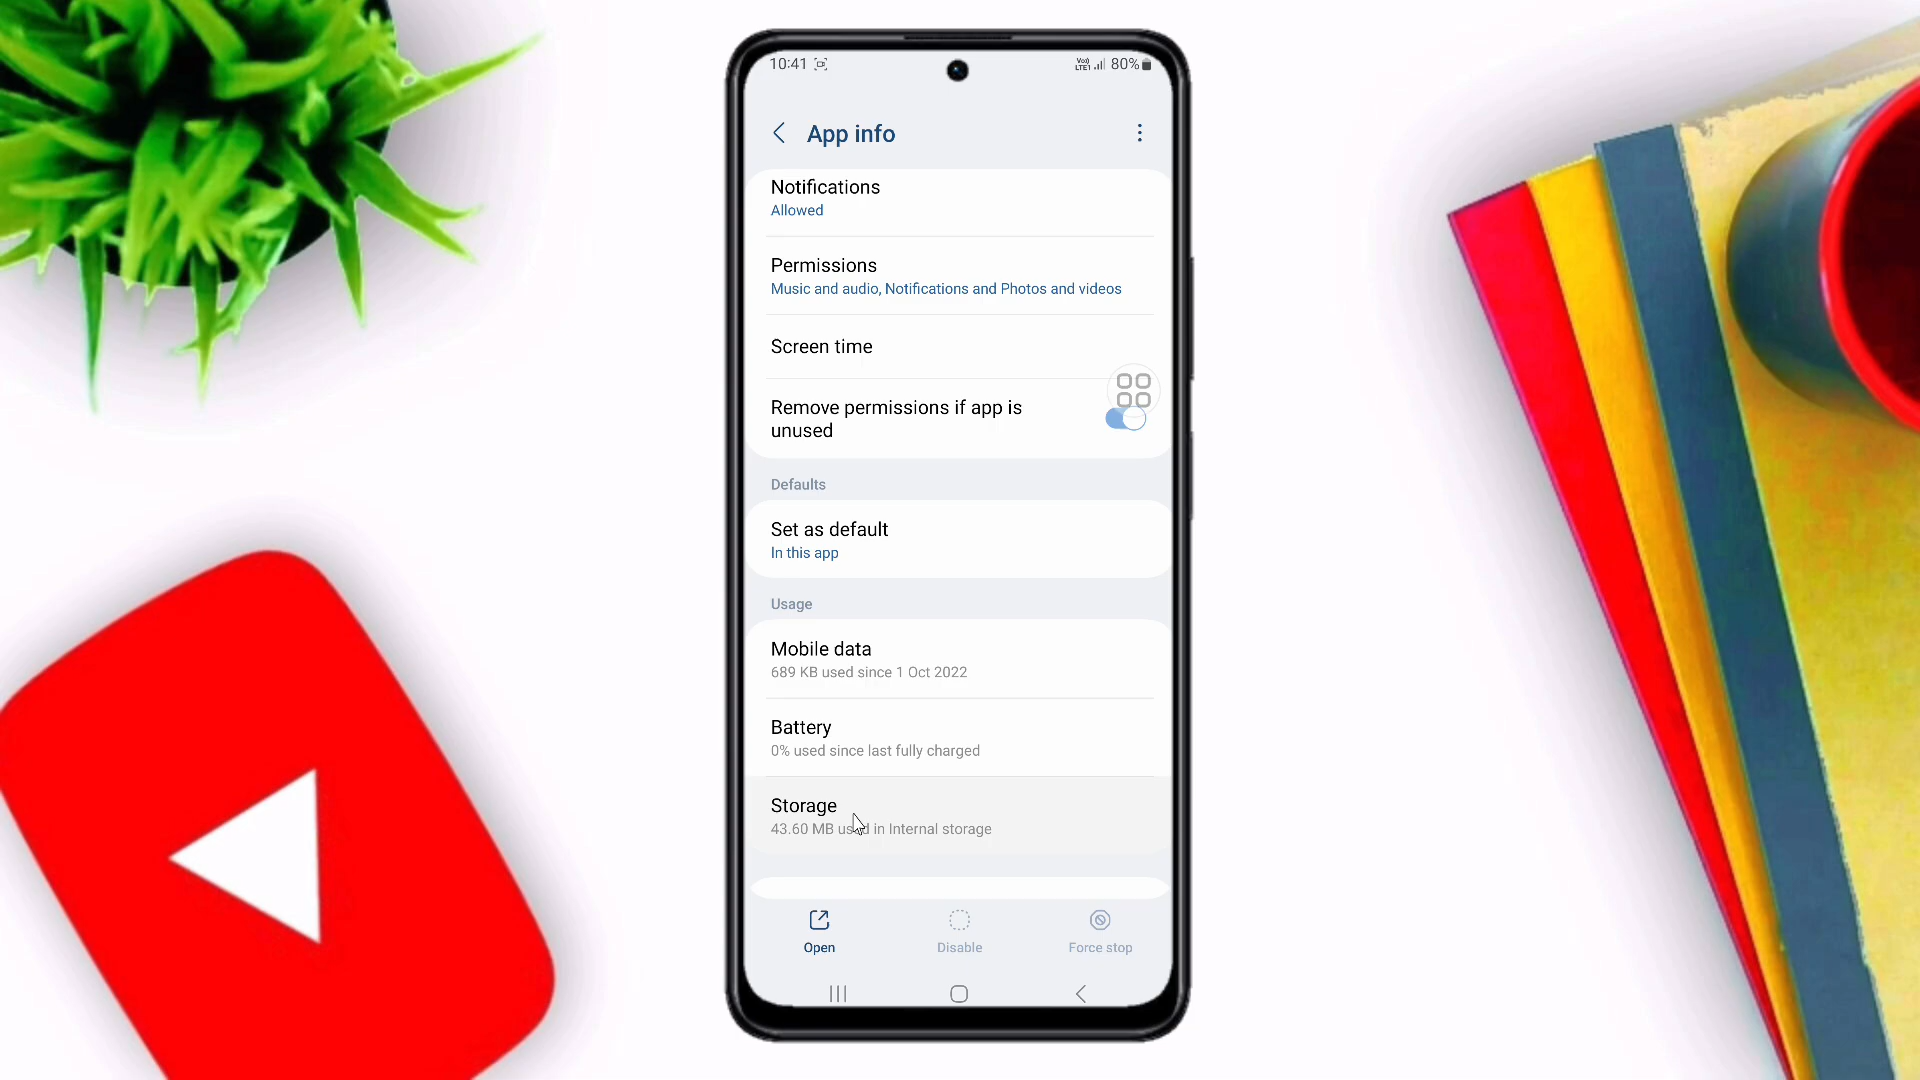 10:41
Vo)) LTE1 80%
App info
Notifications
Allowed
Permissions
Music and audio, Notifications and Photos and videos
Screen time
Remove permissions if app is
unused
Defaults
Set as default
In this app
Usage
Mobile data
689 KB used since 1 Oct 2022
Battery
0% used since last fully charged
Storage
43.60 MB used in Internal storage
Open
Disable
Force stop